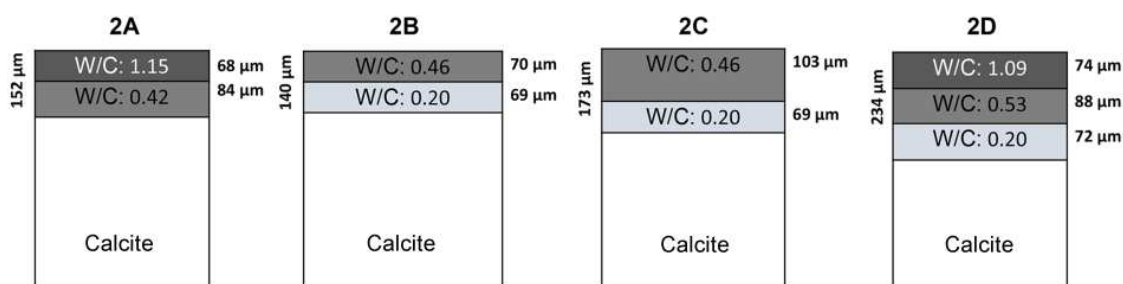 2A
152 µm
W/C: 1.15
68 µm
W/C: 0.42
84 µm
Calcite
2B
140 µm
W/C: 0.46
70 µm
W/C: 0.20
69 µm
Calcite
2C
173 µm
W/C: 0.46
103 µm
W/C: 0.20
69 µm
Calcite
2D
234 µm
W/C: 1.09
74 µm
W/C: 0.53
88 µm
W/C: 0.20
72 µm
Calcite